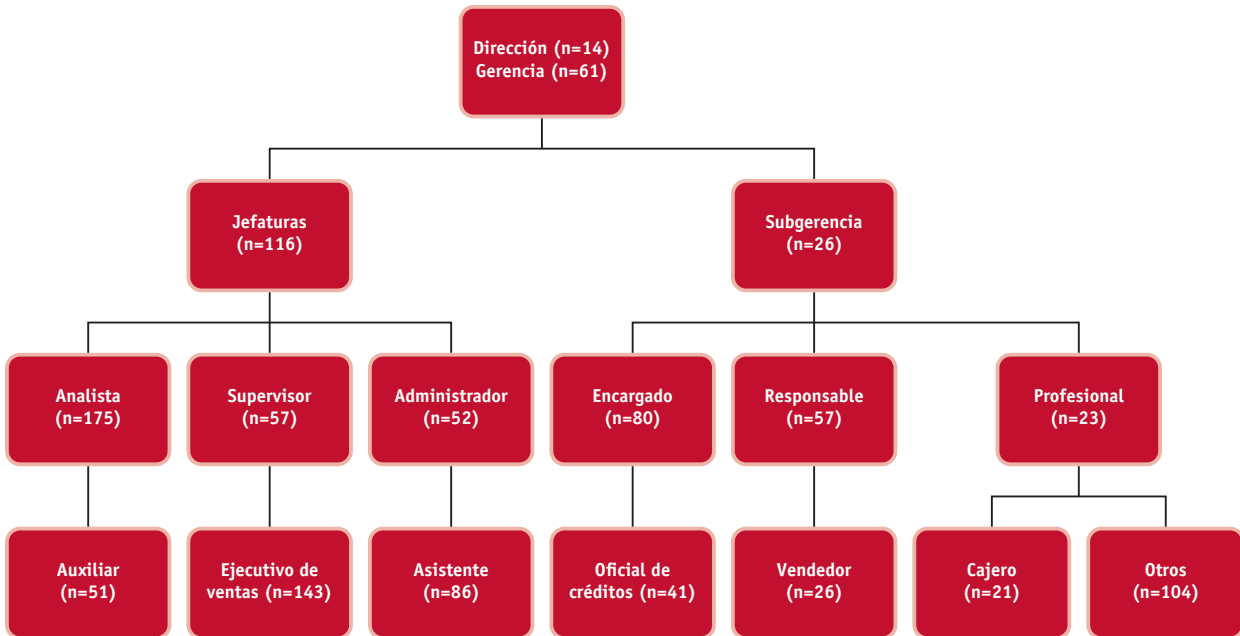 Dirección (n=14)
Gerencia (n=61)
Jefaturas
(n=116)
Subgerencia
(n=26)
Analista
(n=175)
Supervisor
(n=57)
Administrador
(n=52)
Encargado
(n=80)
Responsable
(n=57)
Profesional
(n=23)
Auxiliar
(n=51)
Ejecutivo de
ventas (n=143)
Asistente
(n=86)
Oficial de
créditos (n=41)
Vendedor
(n=26)
Cajero
(n=21)
Otros
(n=104)